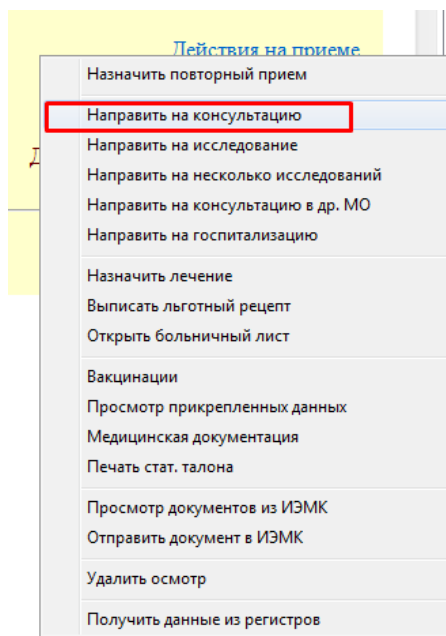 Действия на приеме
Назначить повторный прием
Направить на консультацию
Направить на исследование
Направить на несколько исследований
Направить на консультацию в др. МО
Направить на госпитализацию
Назначить лечение
Выписать льготный рецепт
Открыть больничный лист
Вакцинации
Просмотр прикрепленных данных
Медицинская документация
Печать стат. талона
Просмотр документов из ИЭМК
Отправить документ в ИЭМК
Удалить осмотр
Получить данные из регистров